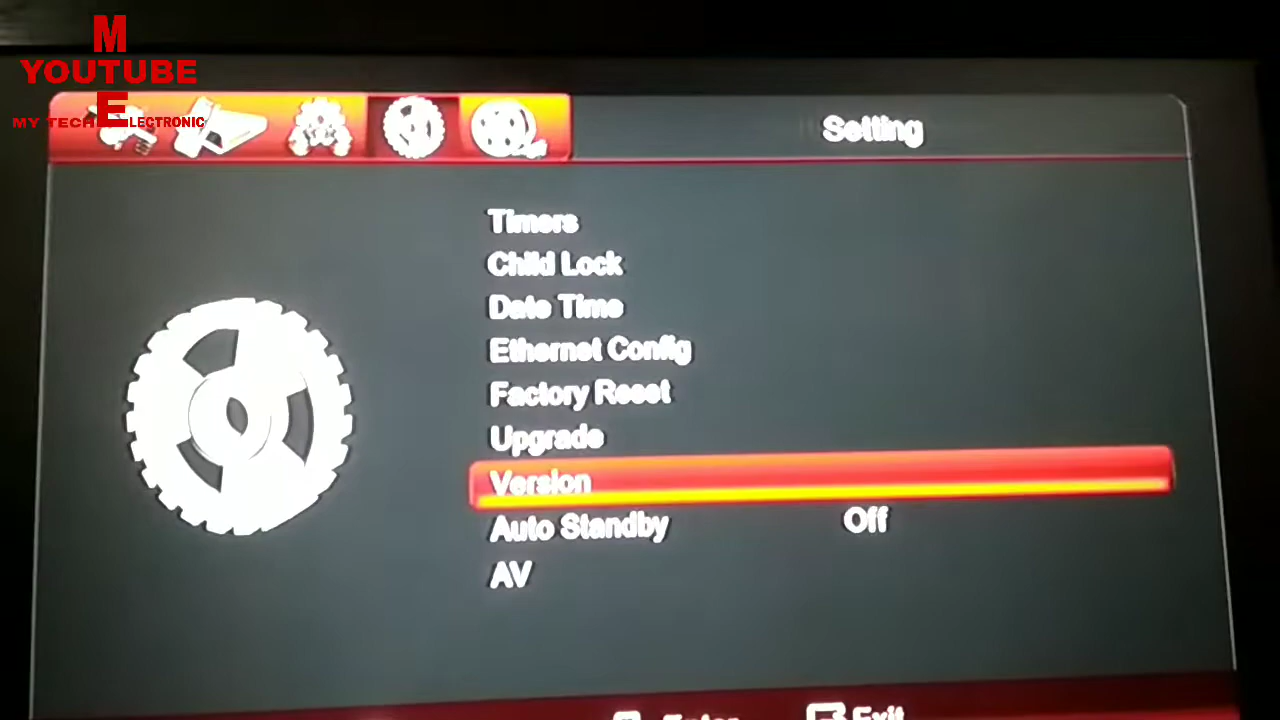 M
YOUTUBE
E
MY TECH ELECTRONIC
Setting
Timers
Child Lock
Date Time
Ethernet Config
Factory Reset
Upgrade
Version
Auto Standby Off
AV
Enter Exit